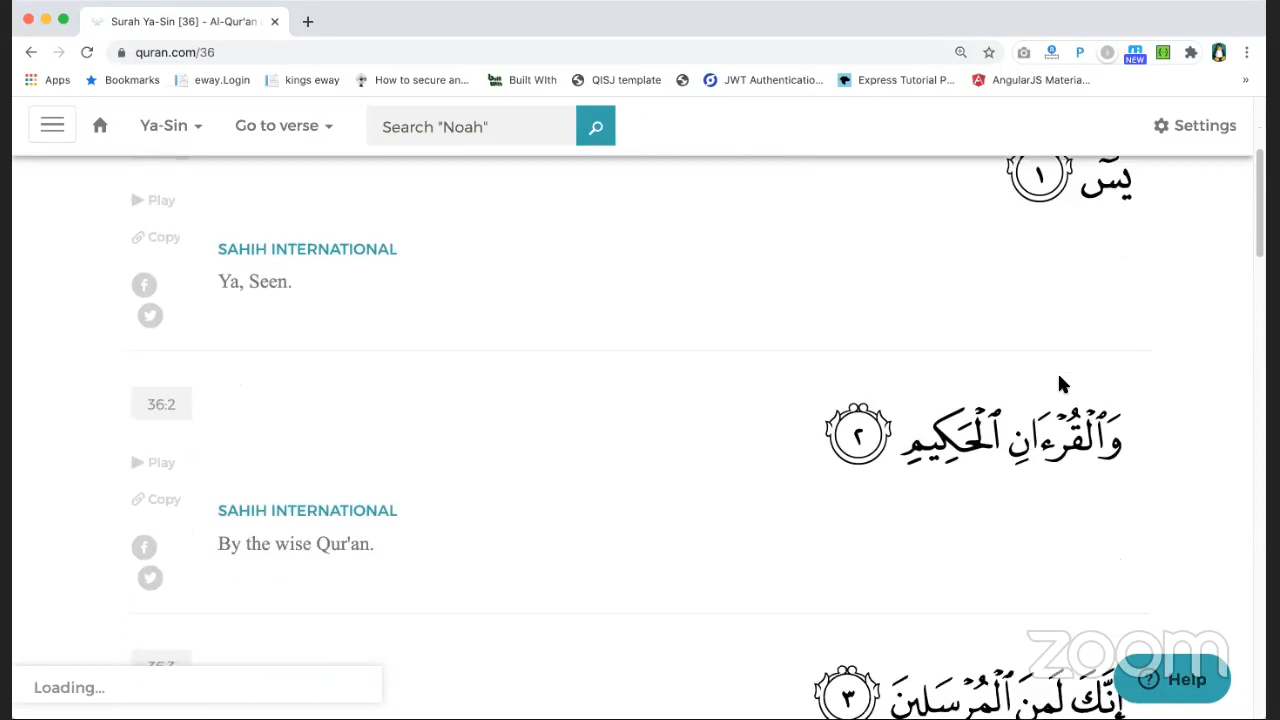 Surah Ya-Sin [36] - Al-Qur'an
quran.com/36
NEW
Apps
Bookmarks
eway.Login
kings eway
How to secure an...
Built With
QISJ template
JWT Authenticatio...
Express Tutorial P...
AngularJS Materia...
»
Ya-Sin
Go to verse
Search "Noah"
Settings
يسٓ ١
Play
Copy
SAHIH INTERNATIONAL
Ya, Seen.
36:2
وَٱلْقُرْءَانِ ٱلْحَكِيمِ ٢
Play
Copy
SAHIH INTERNATIONAL
By the wise Qur'an.
36:3
إِنَّكَ لَمِنَ ٱلْمُرْسَلِينَ ٣
zoom
Help
Loading...